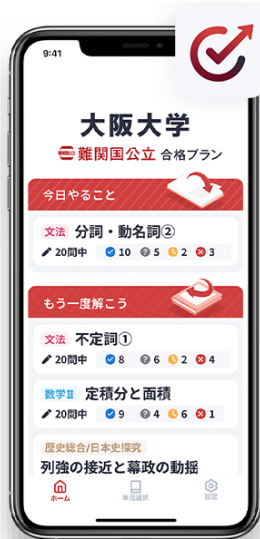 9:41
大阪大学
難関国公立 合格プラン
今日やること
文法 分詞・動名詞②
20問中 10 5 2 3
もう一度解こう
文法 不定詞①
20問中 8 6 2 4
数学Ⅱ 定積分と面積
20問中 9 4 6 1
歴史総合/日本史探究
列強の接近と幕政の動揺
ホーム 単元選択 設定